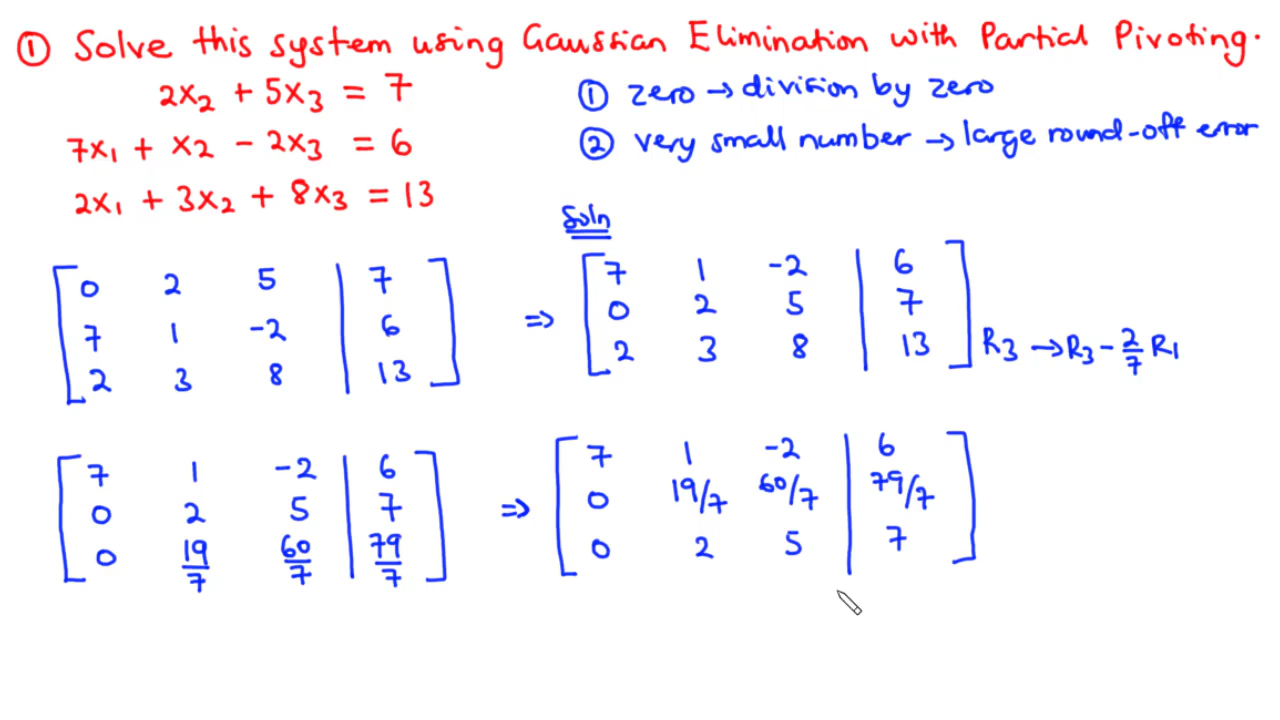 ① Solve this system using Gaussian Elimination with Partial Pivoting.
2x₂ + 5x₃ = 7
7x₁ + x₂ - 2x₃ = 6
2x₁ + 3x₂ + 8x₃ = 13
① zero → division by zero
② very small number → large round-off error
Soln
[ 0 2 5 | 7 ]
[ 7 1 -2 | 6 ]
[ 2 3 8 | 13 ]
⇒ [ 7 1 -2 | 6 ]
[ 0 2 5 | 7 ]
[ 2 3 8 | 13 ] R₃ → R₃ - 2/7 R₁
[ 7 1 -2 | 6 ]
[ 0 2 5 | 7 ]
[ 0 19/7 60/7 | 79/7 ]
⇒ [ 7 1 -2 | 6 ]
[ 0 19/7 60/7 | 79/7 ]
[ 0 2 5 | 7 ]